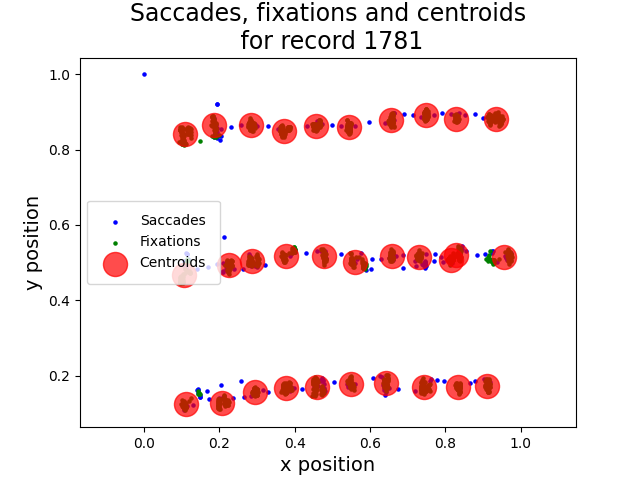 Saccades, fixations and centroids
for record 1781
1.0
0.8
0.6
0.4
0.2
y position
Saccades
Fixations
Centroids
0.0 0.2 0.4 0.6 0.8 1.0
x position